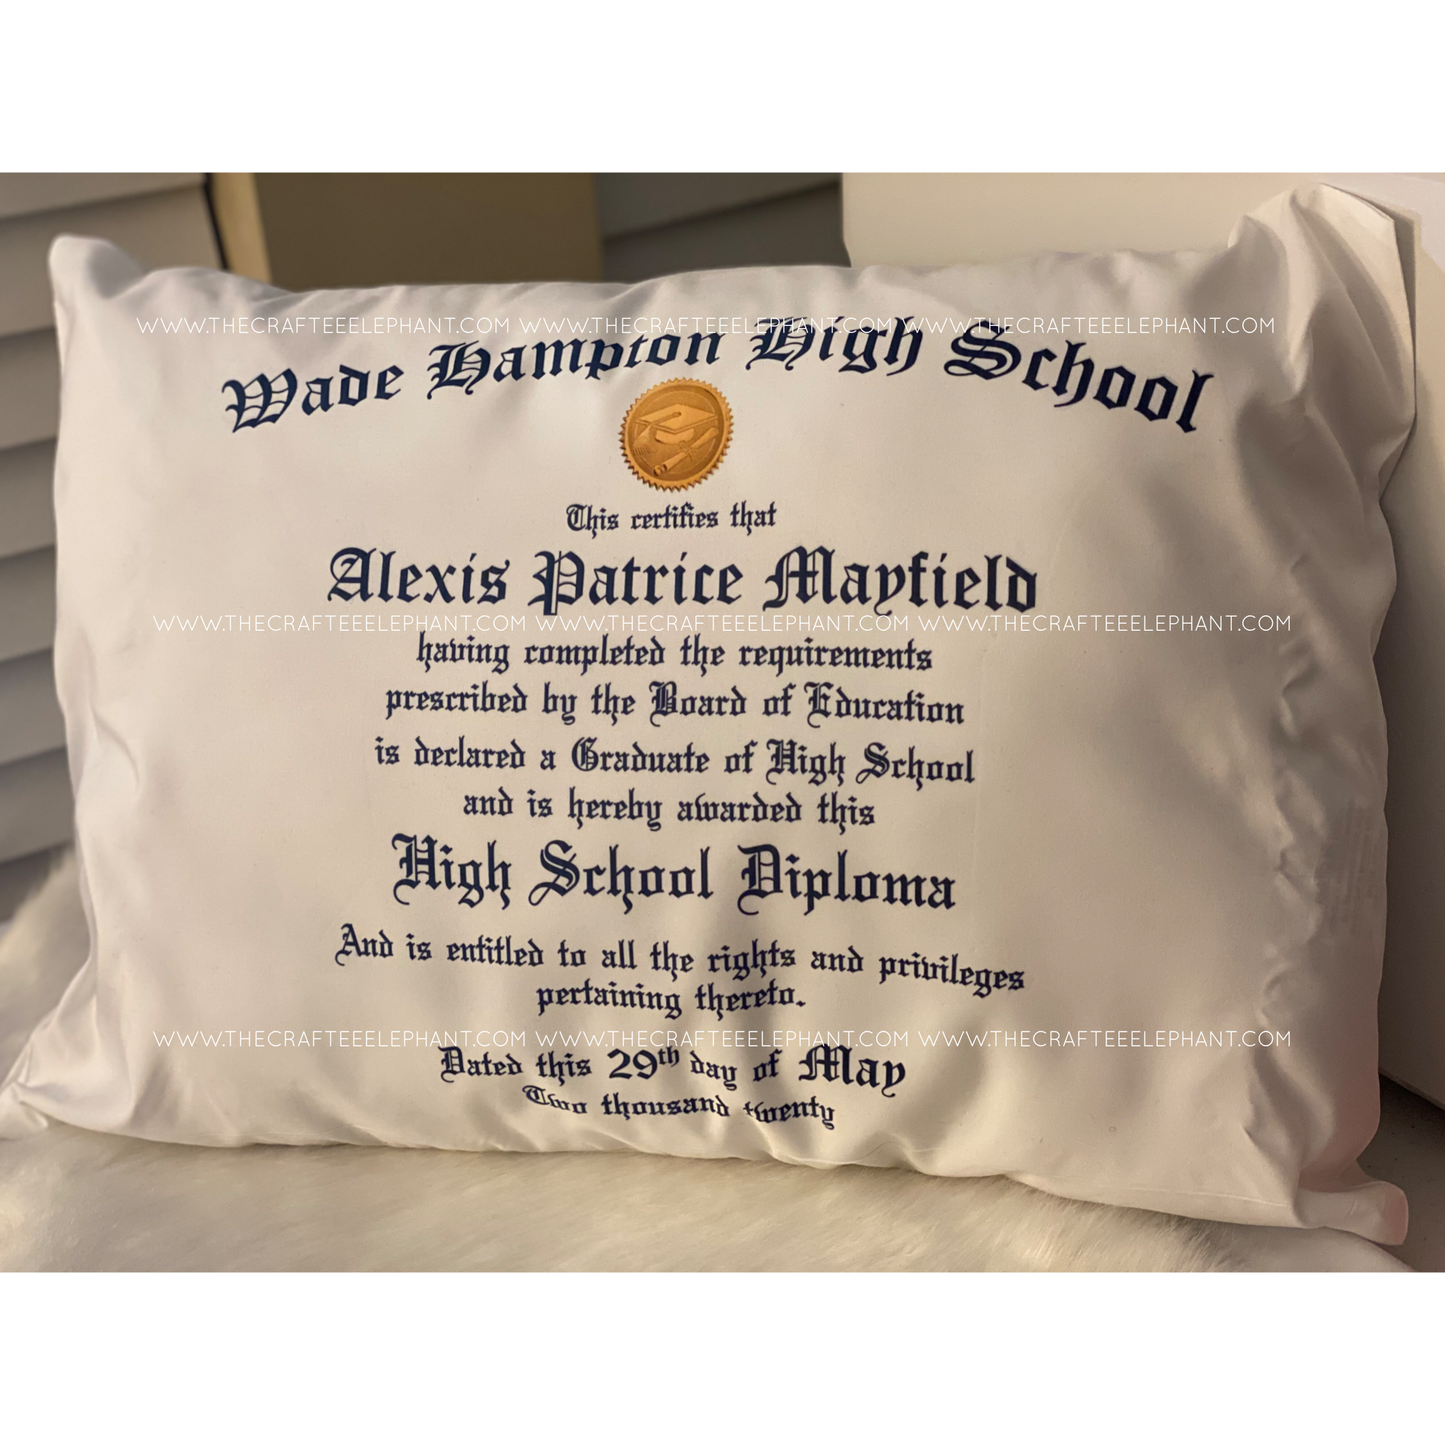 WWW.THECRAFTEEELEPHANT.COM WWW.THECRAFTEEELEPHANT.COM WWW.THECRAFTEEELEPHANT.COM
Wade Hampton High School
This certifies that
Alexis Patrice Mayfield
WWW.THECRAFTEEELEPHANT.COM WWW.THECRAFTEEELEPHANT.COM WWW.THECRAFTEEELEPHANT.COM
having completed the requirements
prescribed by the Board of Education
is declared a Graduate of High School
and is hereby awarded this
High School Diploma
And is entitled to all the rights and privileges
pertaining thereto.
WWW.THECRAFTEEELEPHANT.COM WWW.THECRAFTEEELEPHANT.COM WWW.THECRAFTEEELEPHANT.COM
Dated this 29th day of May
Two thousand twenty